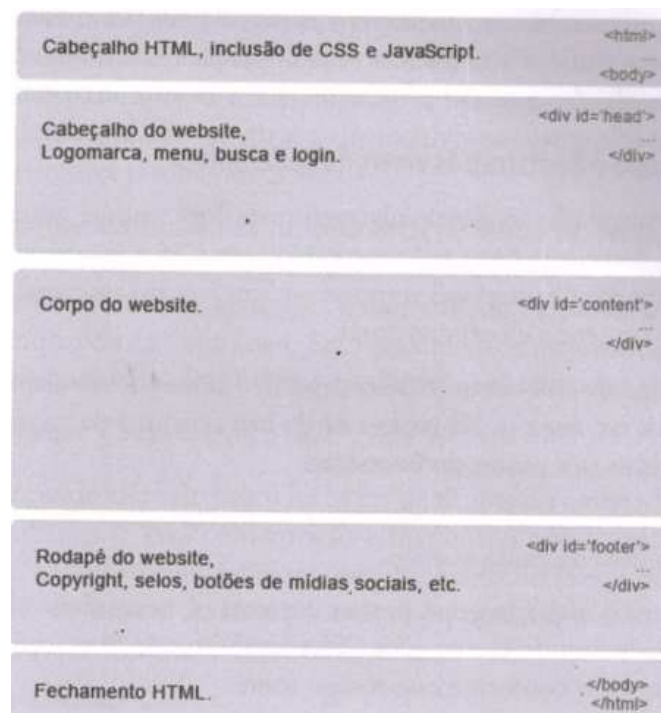 Cabeçalho HTML, inclusão de CSS e JavaScript.
<html>
<body>
Cabeçalho do website,
Logomarca, menu, busca e login.
<div id='head'>
...
</div>
Corpo do website.
<div id='content'>
...
</div>
Rodapé do website,
Copyright, selos, botões de mídias sociais, etc.
<div id='footer'>
...
</div>
Fechamento HTML.
</body>
</html>